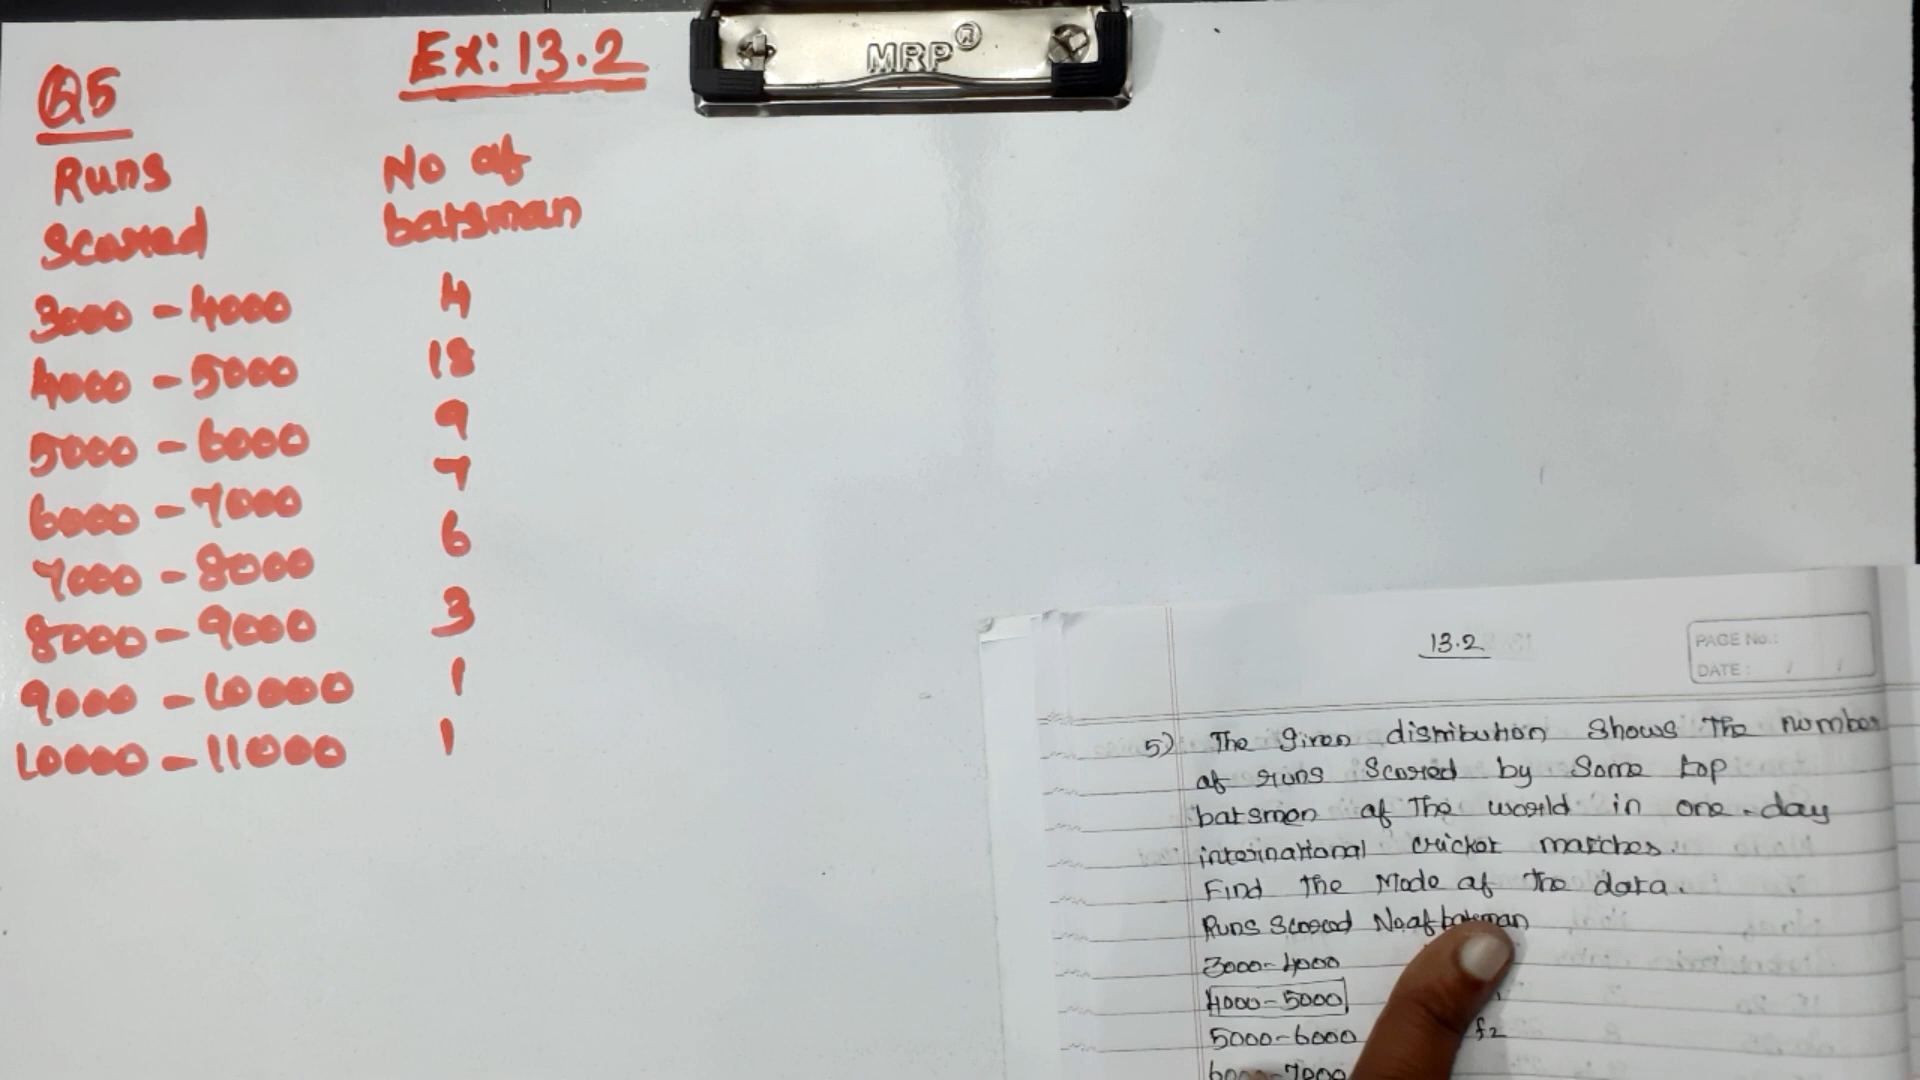 Ex: 13.2
MRP®
Q5
Runs Scored No of batsman
3000 - 4000 4
4000 - 5000 18
5000 - 6000 9
6000 - 7000 7
7000 - 8000 6
8000 - 9000 3
9000 - 10000 1
10000 - 11000 1
13.2
PAGE No.:
DATE: / /
5) The given distribution shows the number
of runs Scored by Some top
batsmen of the world in one-day
international cricket matches.
Find the Mode of the data.
Runs Scored No of batsman
3000-4000
4000-5000
5000-6000 f2
6000-7000